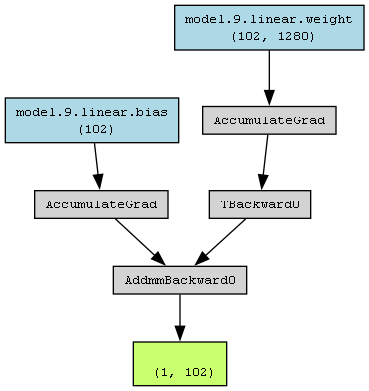 model.9.linear.weight
(102, 1280)
model.9.linear.bias
(102)
AccumulateGrad
AccumulateGrad
TBackward0
AddmmBackward0
(1, 102)